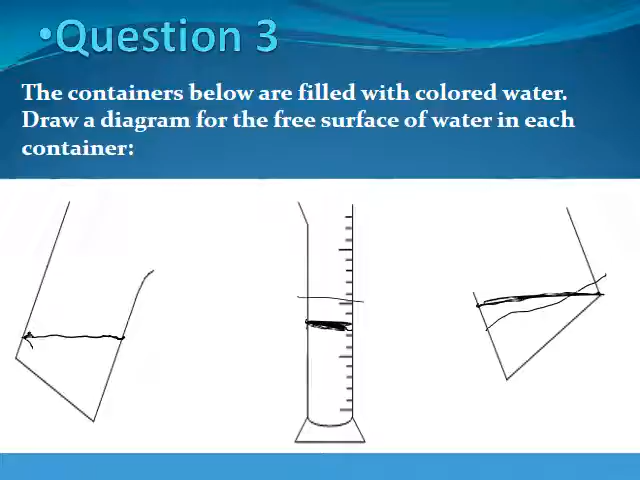 •Question 3
The containers below are filled with colored water.
Draw a diagram for the free surface of water in each
container: